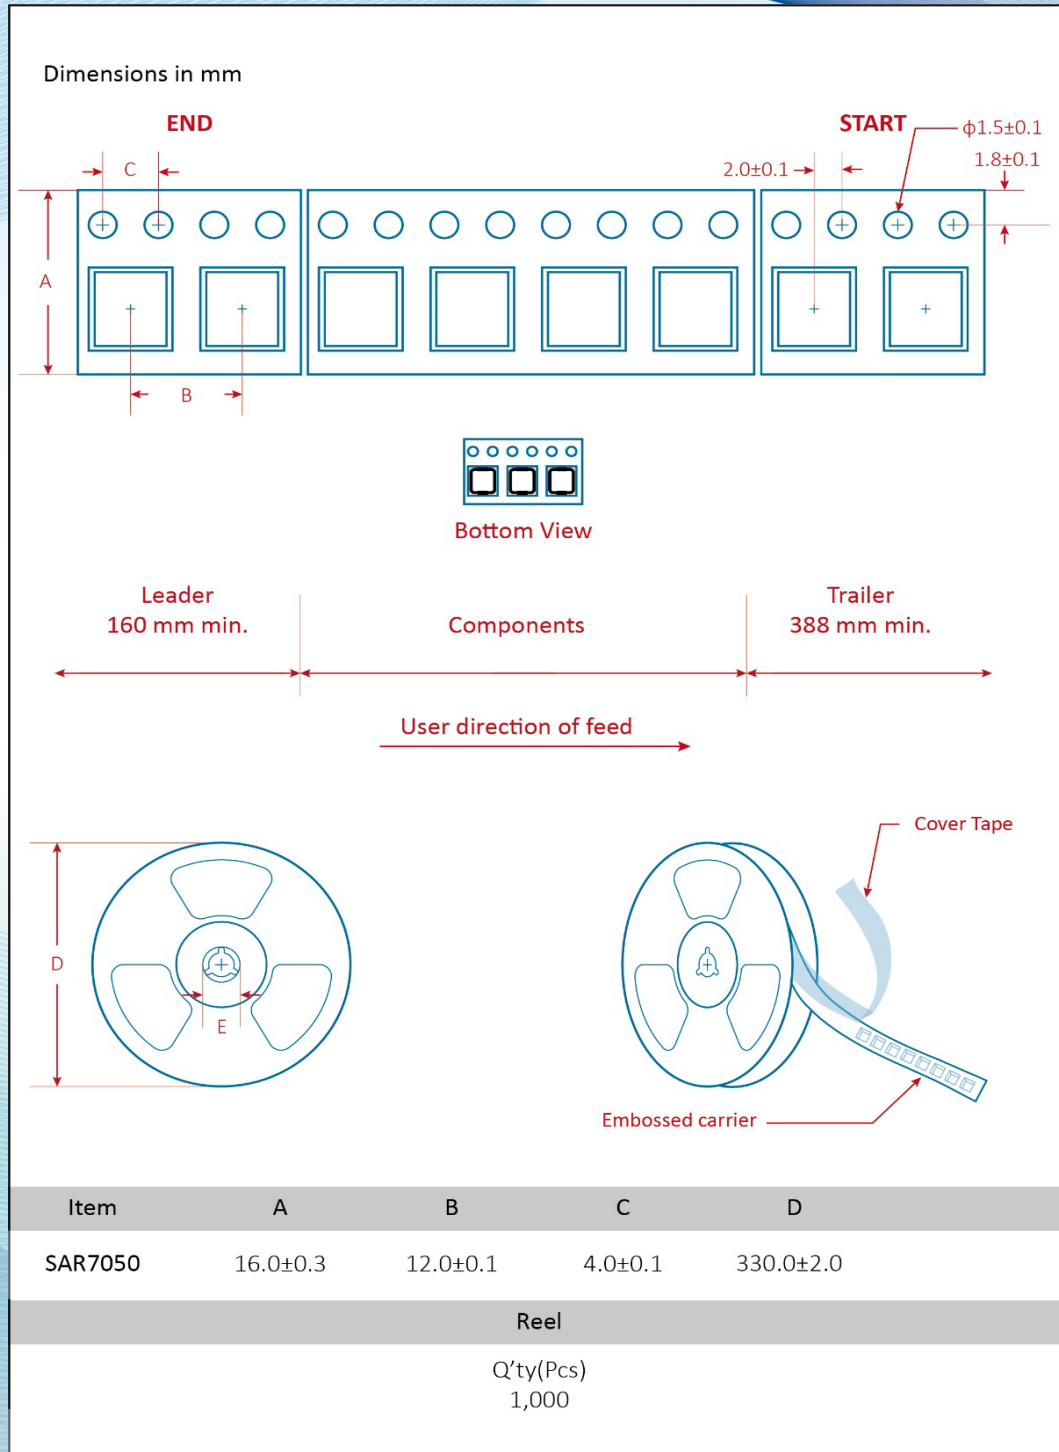 Dimensions in mm
END
START
ϕ1.5±0.1
C
2.0±0.1
1.8±0.1
A
B
Bottom View
Leader
160 mm min.
Components
Trailer
388 mm min.
User direction of feed
Cover Tape
D
E
Embossed carrier
Item A B C D
SAR7050 16.0±0.3 12.0±0.1 4.0±0.1 330.0±2.0
Reel
Q’ty(Pcs)
1,000